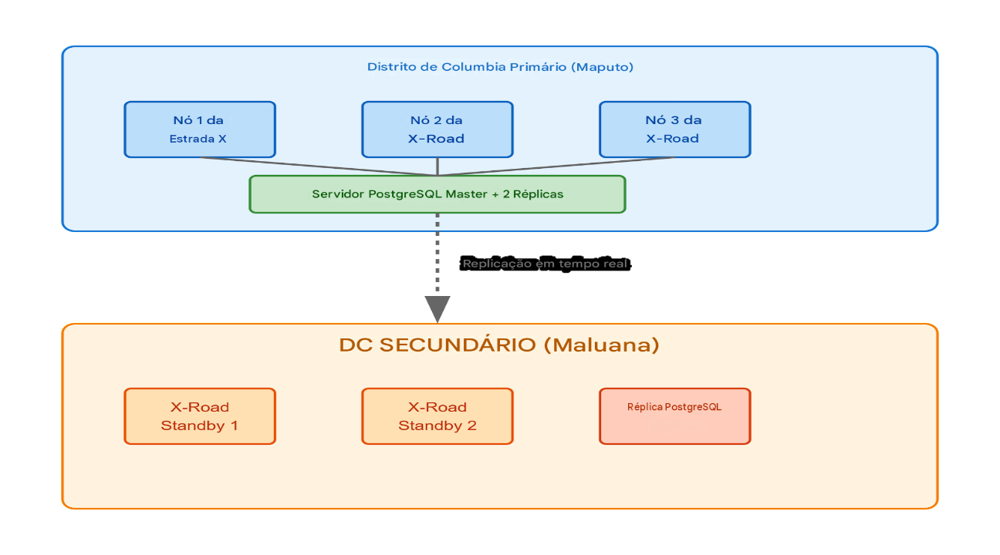 Distrito de Columbia Primário (Maputo)
Nó 1 da
Estrada X
Nó 2 da
X-Road
Nó 3 da
X-Road
Servidor PostgreSQL Master + 2 Réplicas
Replicação em tempo real
DC SECUNDÁRIO (Maluana)
X-Road
Standby 1
X-Road
Standby 2
Réplica PostgreSQL